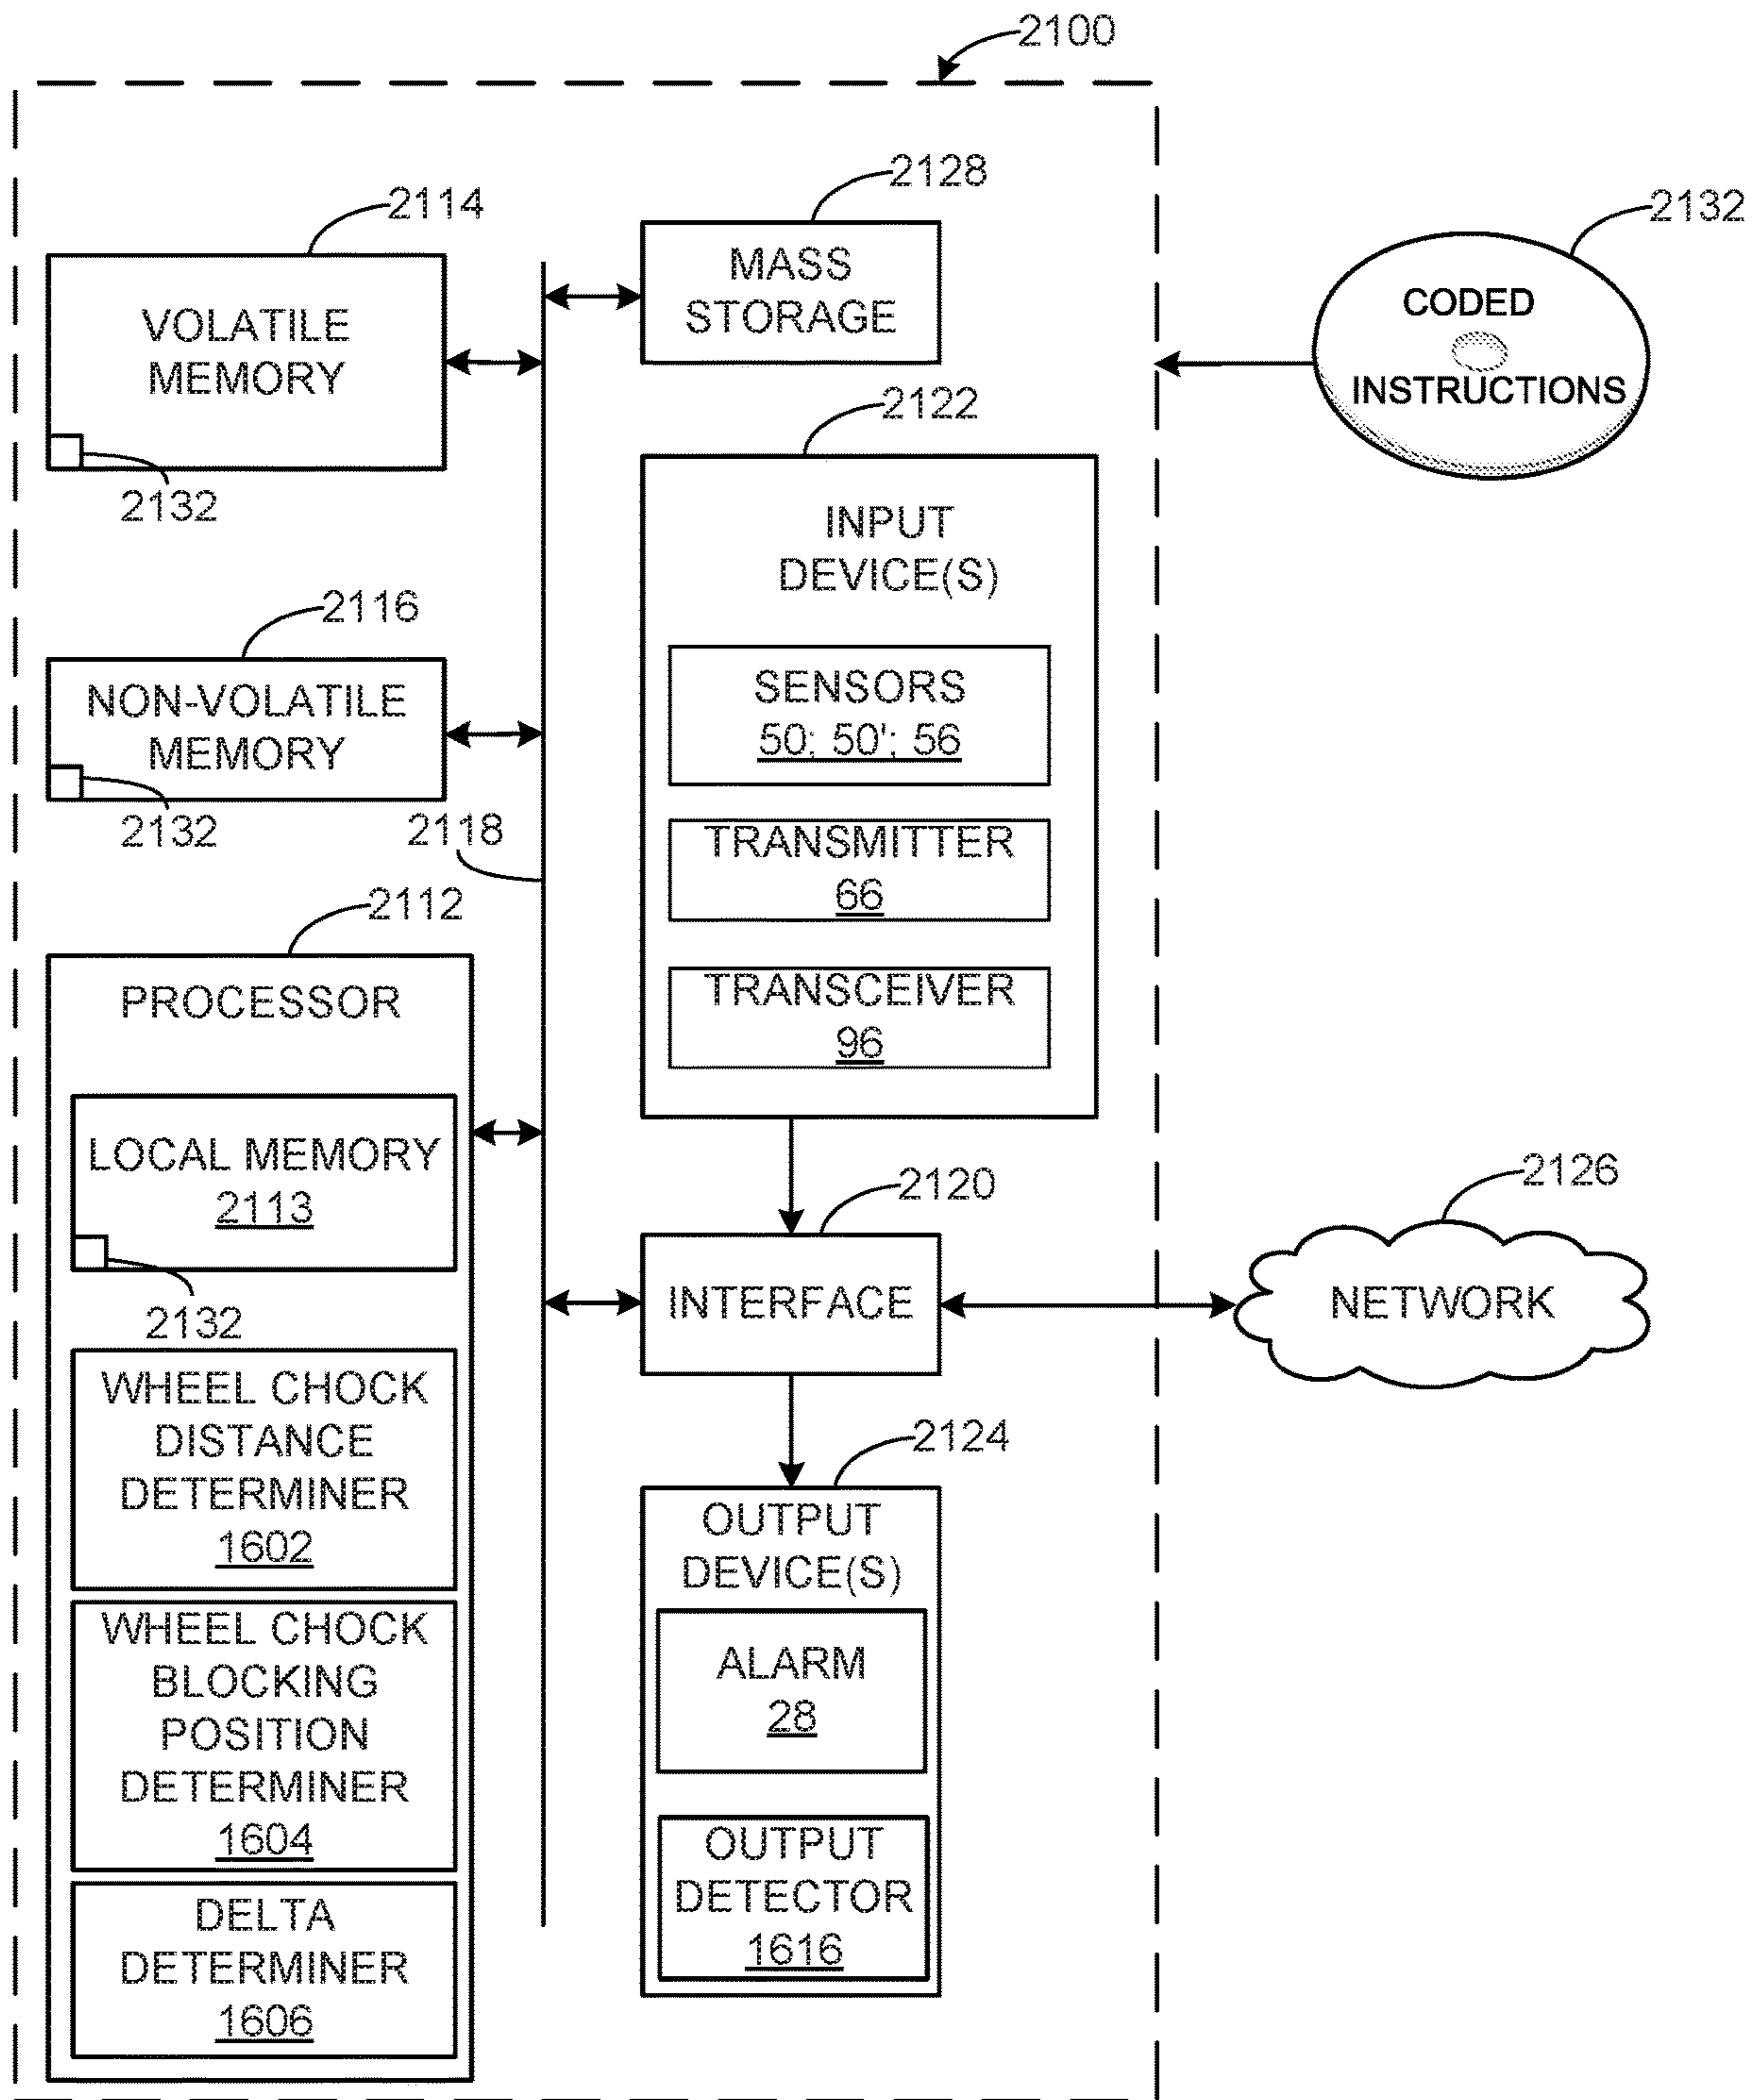 2100
2128
2114
2132
MASS
STORAGE
VOLATILE
MEMORY
CODED
INSTRUCTIONS
2122
2132
INPUT
DEVICE(S)
2116
NON-VOLATILE
MEMORY
SENSORS
50; 50'; 56
2132
2118
TRANSMITTER
66
2112
PROCESSOR
TRANSCEIVER
96
LOCAL MEMORY
2113
2120
2126
2132
INTERFACE
NETWORK
WHEEL CHOCK
DISTANCE
DETERMINER
1602
2124
OUTPUT
DEVICE(S)
WHEEL CHOCK
BLOCKING
POSITION
DETERMINER
1604
ALARM
28
OUTPUT
DETECTOR
1616
DELTA
DETERMINER
1606